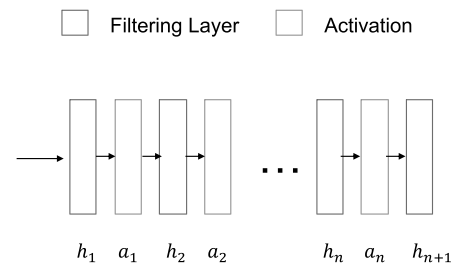 Filtering Layer Activation
...
h₁ a₁ h₂ a₂ hₙ aₙ hₙ₊₁